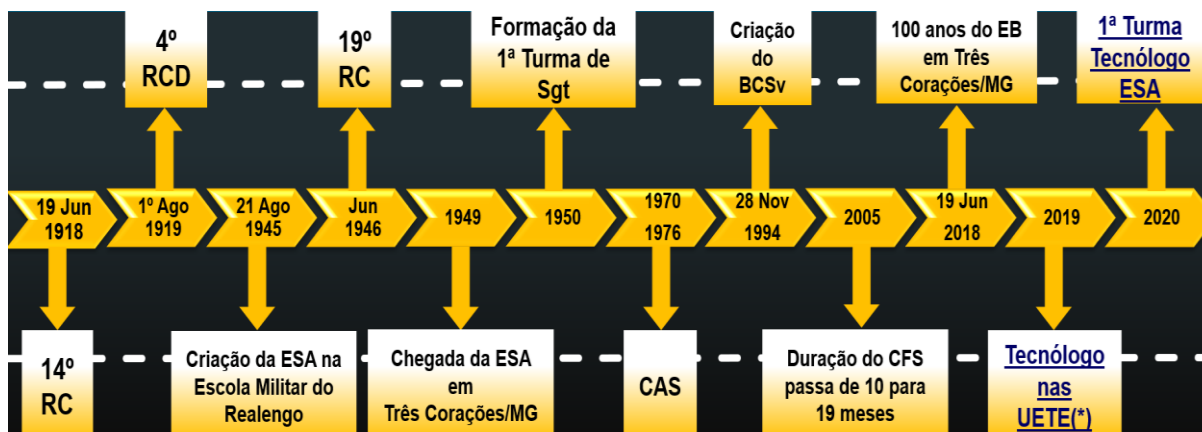 4º
RCD
19º
RC
Formação da
1ª Turma de
Sgt
Criação
do
BCSv
100 anos do EB
em Três
Corações/MG
1ª Turma
Tecnólogo
ESA
19 Jun
1918
1º Ago
1919
21 Ago
1945
Jun
1946
1949
1950
1970
1976
28 Nov
1994
2005
19 Jun
2018
2019
2020
14º
RC
Criação da ESA na
Escola Militar do
Realengo
Chegada da ESA
em
Três Corações/MG
CAS
Duração do CFS
passa de 10 para
19 meses
Tecnólogo
nas
UETE(*)